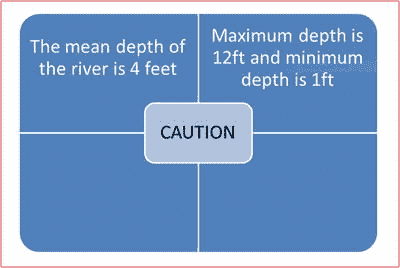 The mean depth of
the river is 4 feet
Maximum depth is
12ft and minimum
depth is 1ft
CAUTION